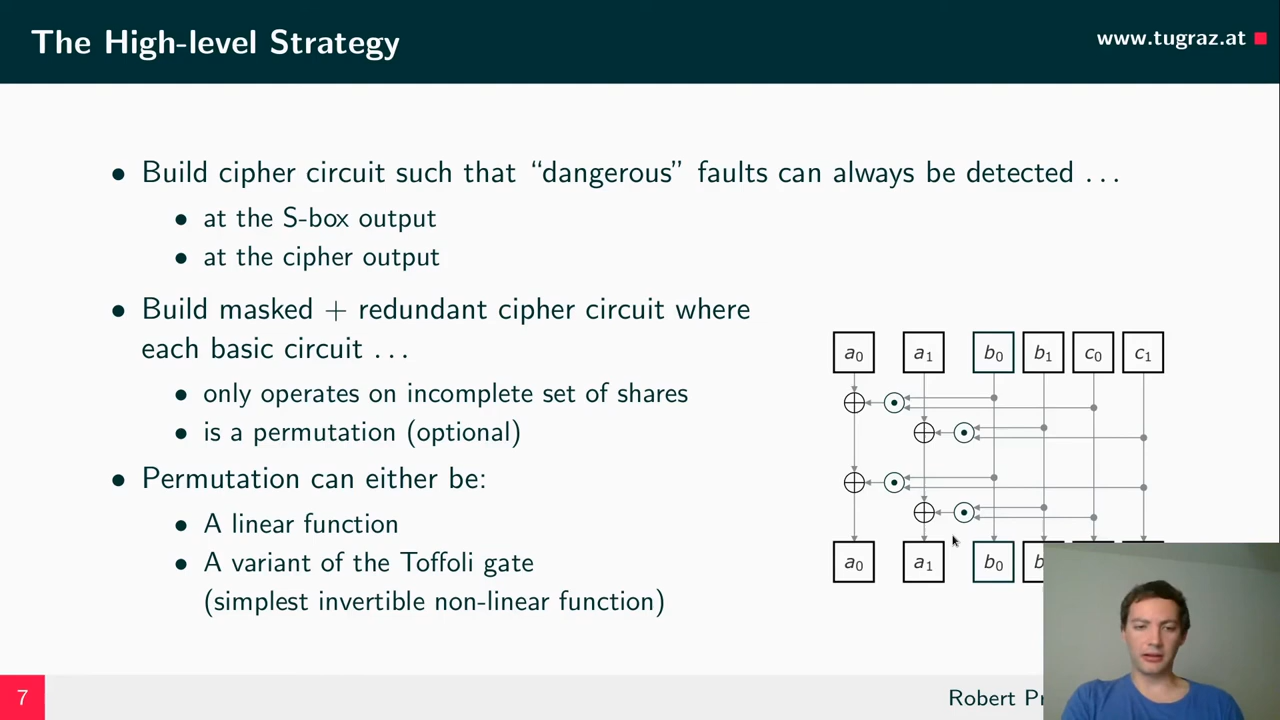 The High-level Strategy
www.tugraz.at
• Build cipher circuit such that “dangerous” faults can always be detected . . .
• at the S-box output
• at the cipher output
• Build masked + redundant cipher circuit where
each basic circuit . . .
• only operates on incomplete set of shares
• is a permutation (optional)
• Permutation can either be:
• A linear function
• A variant of the Toffoli gate
(simplest invertible non-linear function)
a₀ a₁ b₀ b₁ c₀ c₁
a₀ a₁ b₀
7
Robert